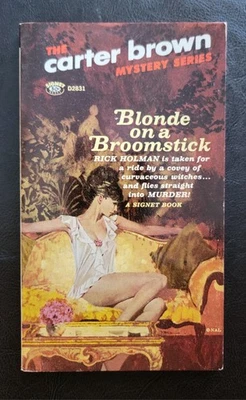 THE
carter brown
MYSTERY SERIES
SIGNET
D2831
Blonde
on a
Broomstick
RICK HOLMAN is taken for
a ride by a covey of
curvaceous witches...
and flies straight
into MURDER!
A SIGNET BOOK